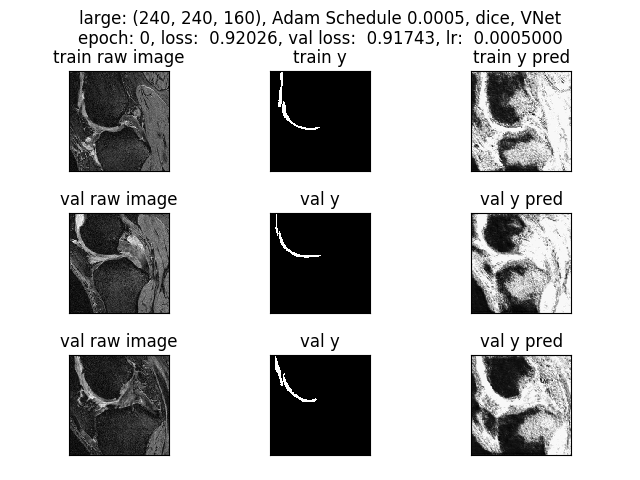 large: (240, 240, 160), Adam Schedule 0.0005, dice, VNet
epoch: 0, loss:  0.92026, val loss:  0.91743, lr:  0.0005000
train raw image
train y
train y pred
val raw image
val y
val y pred
val raw image
val y
val y pred